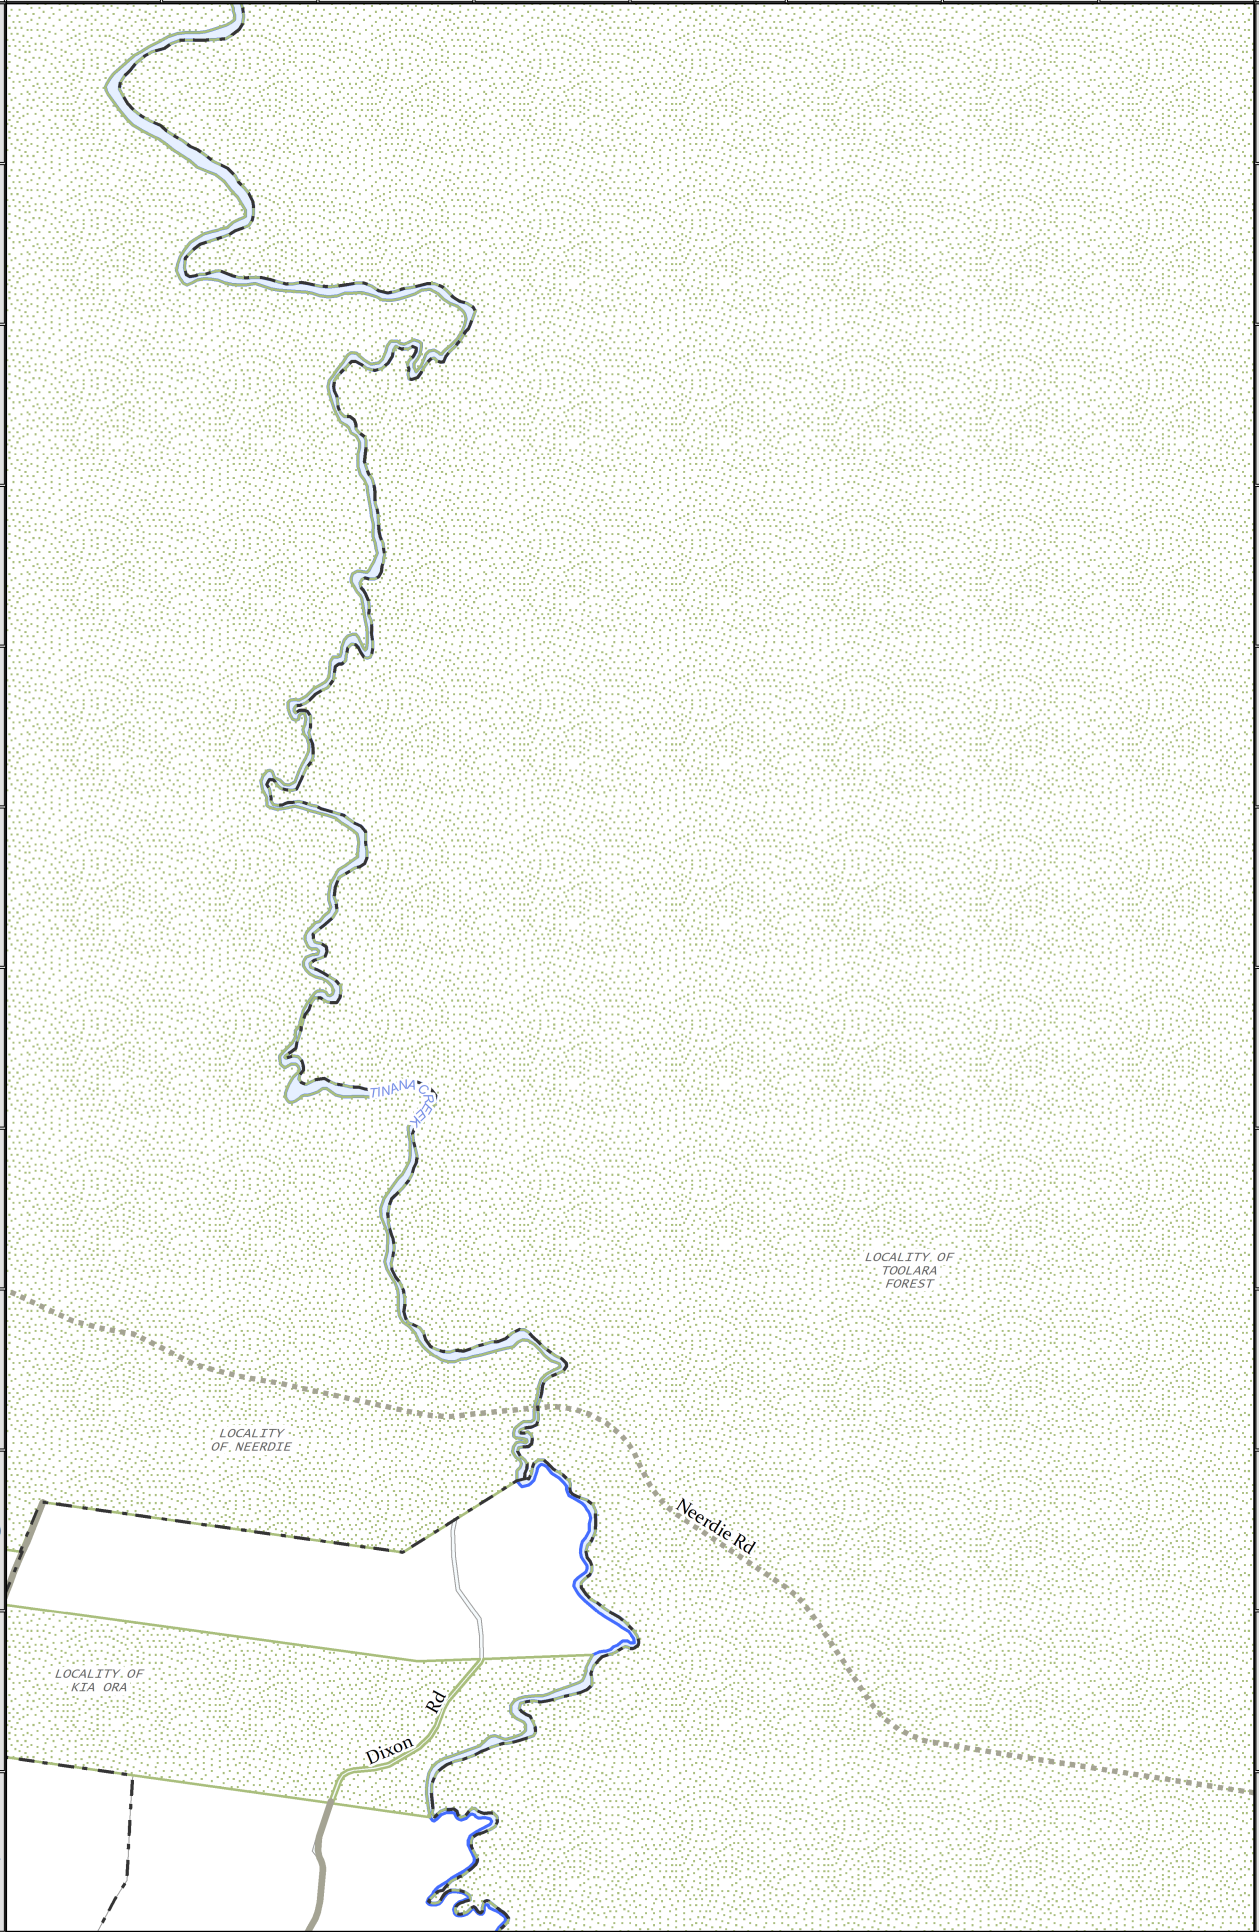 TINANA CREEK
LOCALITY OF
TOOLARA
FOREST
LOCALITY
OF NEERDIE
Neerdie Rd
LOCALITY OF
KIA ORA
Dixon Rd